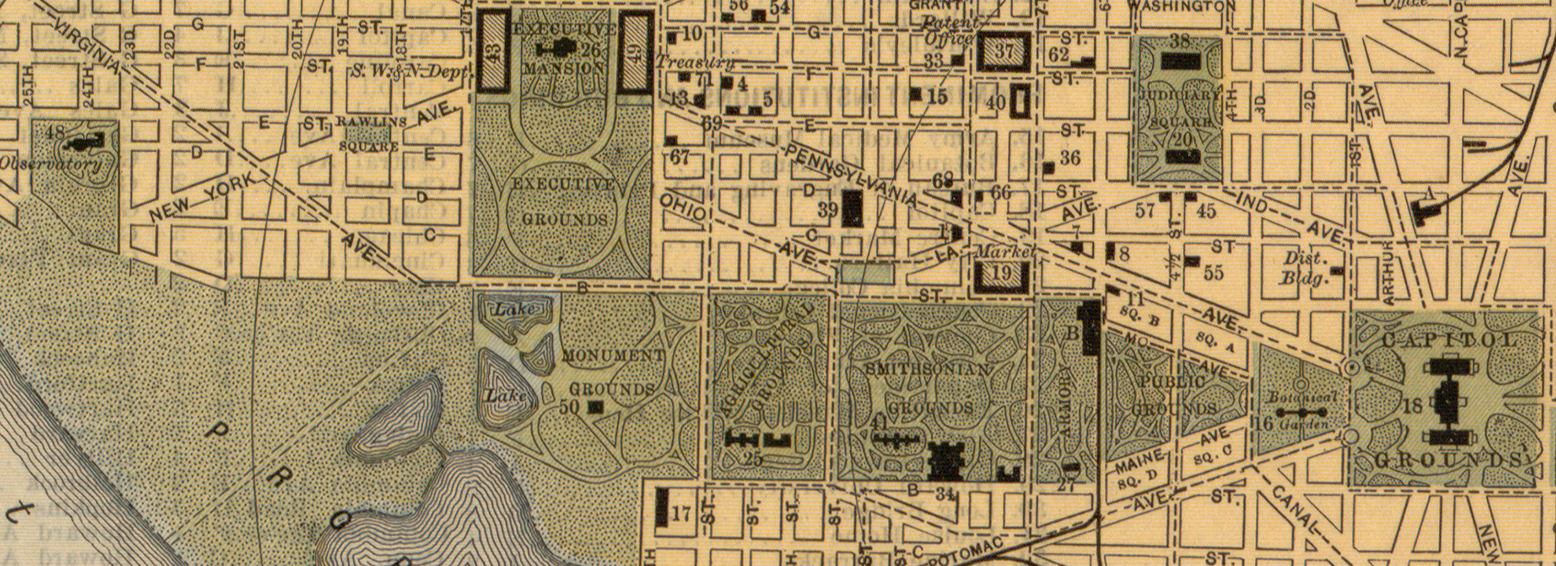 G
ST.
F
ST.
S. W. & N. Dept.
AVE.
VIRGINIA
25TH
24TH
23D
22D
21ST
20TH
19TH
18TH
17TH
E
ST.
RAWLINS
SQUARE
D
E
D
C
48
Observatory
NEW YORK
AVE.
43
EXECUTIVE
26
MANSION
49
Treasury
EXECUTIVE
GROUNDS
56
54
10
71
4
13
5
69
67
G
F
E
PENNSYLVANIA
D
39
C
OHIO
AVE.
GRANT
Patent
Office
37
33
15
40
68
66
1
LA.
Market
19
ST.
62
ST.
ST.
36
ST.
AVE.
7
8
WASHINGTON
38
JUDICIARY
SQUARE
20
4TH
3D
2D
57
45
ST.
4½
ST
55
IND
AVE.
Dist.
Bldg.
Office
N. CAP
AVE.
1ST
AVE.
A
ARTHUR
B
ST.
Lake
Lake
MONUMENT
GROUNDS
50
AGRICULTURAL
GROUNDS
25
SMITHSONIAN
GROUNDS
41
34
B
ARMORY
27
11
SQ. B
AVE.
SQ. A
MO.
AVE.
PUBLIC
GROUNDS
Botanical
16
Garden
MAINE
AVE
SQ. D
SQ. C
AVE.
CAPITOL
18
GROUNDS
17
ST.
ST.
ST.
ST.
B
C
POTOMAC
ST.
ST.
ST.
CANAL
ST.
NEW
P
R
O
P
t